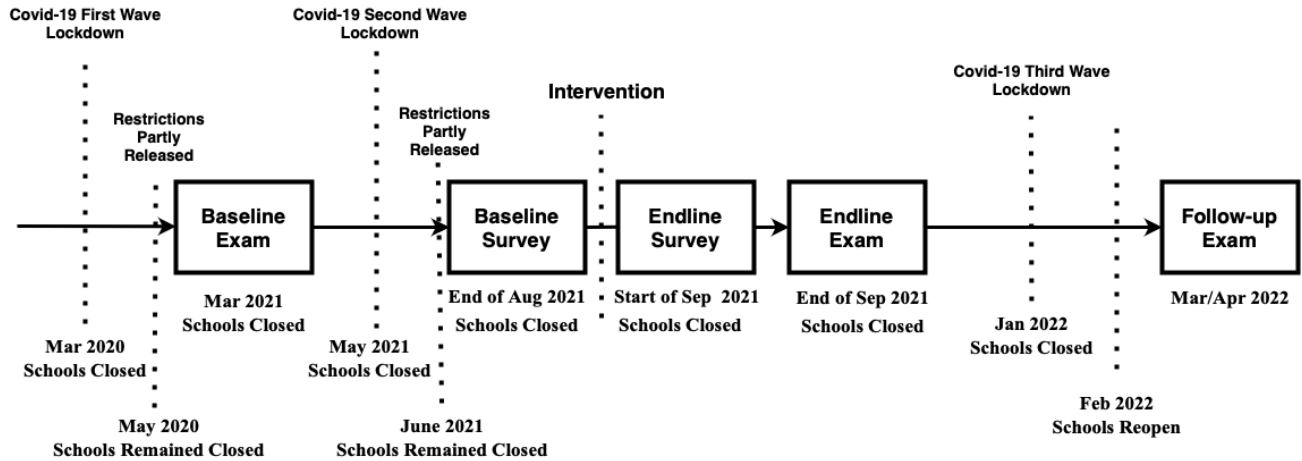 Covid-19 First Wave
Lockdown
Covid-19 Second Wave
Lockdown
Covid-19 Third Wave
Lockdown
Intervention
Restrictions
Partly
Released
Restrictions
Partly
Released
Baseline
Exam
Baseline
Survey
Endline
Survey
Endline
Exam
Follow-up
Exam
Mar 2021
Schools Closed
End of Aug 2021
Schools Closed
Start of Sep 2021
Schools Closed
End of Sep 2021
Schools Closed
Mar/Apr 2022
Mar 2020
Schools Closed
May 2021
Schools Closed
Jan 2022
Schools Closed
May 2020
Schools Remained Closed
June 2021
Schools Remained Closed
Feb 2022
Schools Reopen